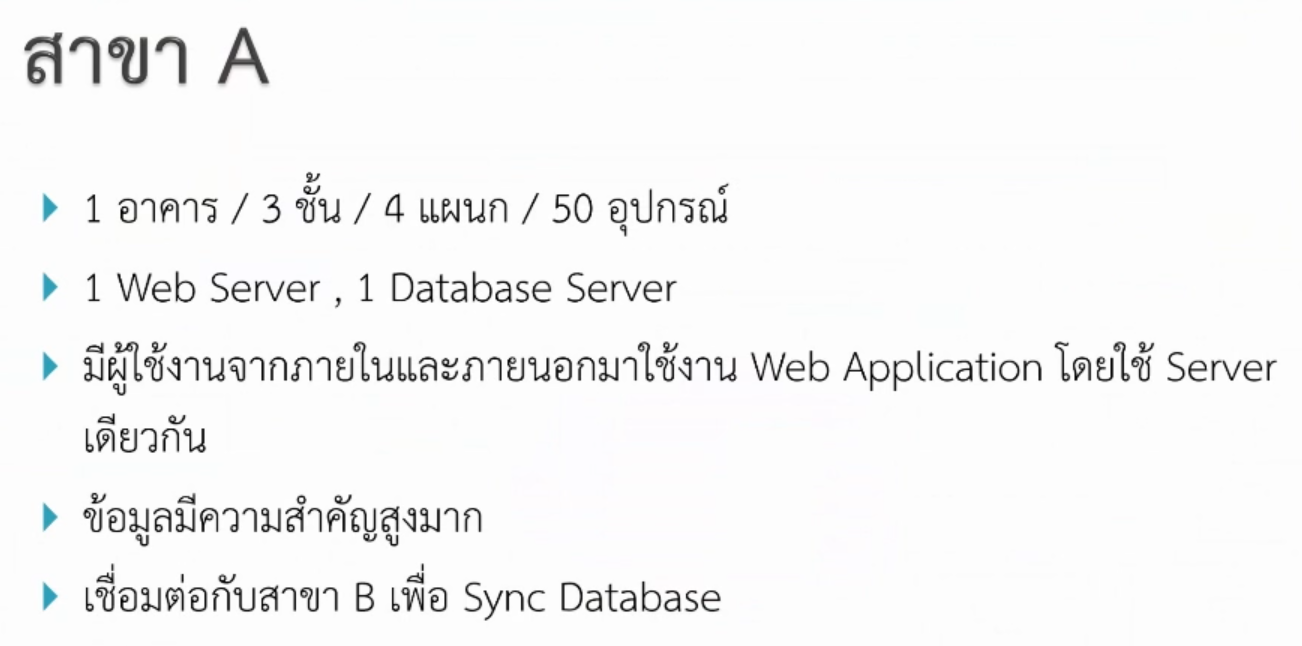 สาขา A
1 อาคาร / 3 ชั้น / 4 แผนก / 50 อุปกรณ์
1 Web Server , 1 Database Server
มีผู้ใช้งานจากภายในและภายนอกมาใช้งาน Web Application โดยใช้ Server
เดียวกัน
ข้อมูลมีความสำคัญสูงมาก
เชื่อมต่อกับสาขา B เพื่อ Sync Database